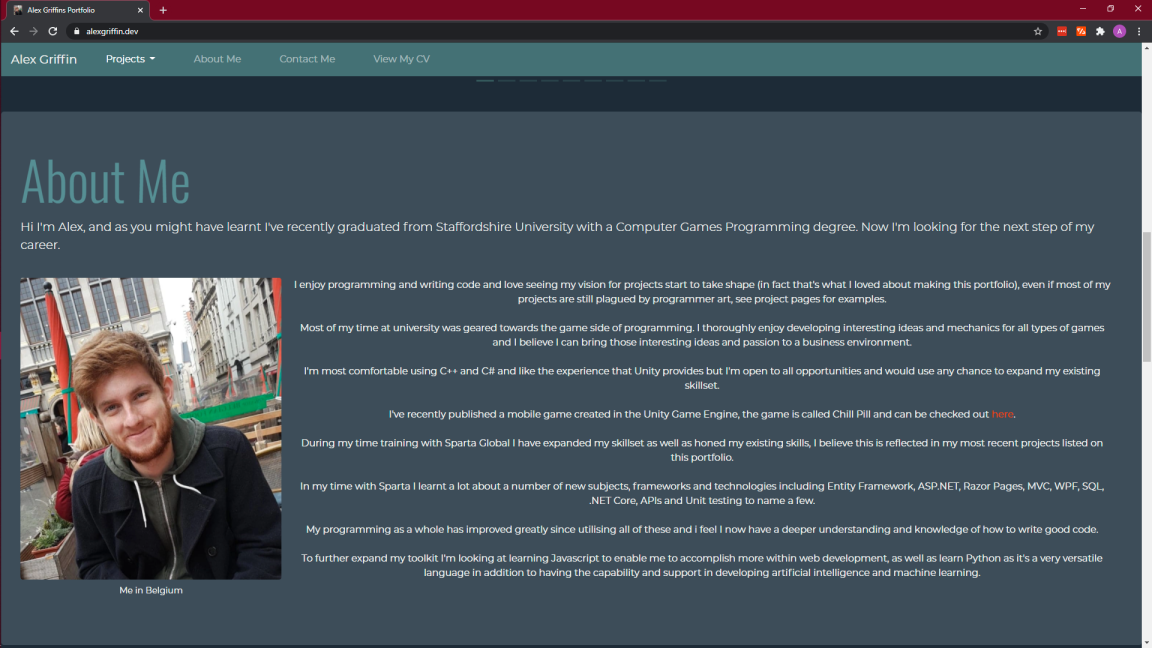 Alex Griffins Portfolio
alexgriffin.dev
A
Alex Griffin
Projects
About Me
Contact Me
View My CV
About Me
Hi I'm Alex, and as you might have learnt I've recently graduated from Staffordshire University with a Computer Games Programming degree. Now I'm looking for the next step of my
career.
I enjoy programming and writing code and love seeing my vision for projects start to take shape (in fact that's what I loved about making this portfolio), even if most of my
projects are still plagued by programmer art, see project pages for examples.
Most of my time at university was geared towards the game side of programming. I thoroughly enjoy developing interesting ideas and mechanics for all types of games
and I believe I can bring those interesting ideas and passion to a business environment.
I'm most comfortable using C++ and C# and like the experience that Unity provides but I'm open to all opportunities and would use any chance to expand my existing
skillset.
I've recently published a mobile game created in the Unity Game Engine, the game is called Chill Pill and can be checked out here.
During my time training with Sparta Global I have expanded my skillset as well as honed my existing skills, I believe this is reflected in my most recent projects listed on
this portfolio.
In my time with Sparta I learnt a lot about a number of new subjects, frameworks and technologies including Entity Framework, ASP.NET, Razor Pages, MVC, WPF, SQL,
.NET Core, APIs and Unit testing to name a few.
My programming as a whole has improved greatly since utilising all of these and i feel I now have a deeper understanding and knowledge of how to write good code.
To further expand my toolkit I'm looking at learning Javascript to enable me to accomplish more within web development, as well as learn Python as it's a very versatile
language in addition to having the capability and support in developing artificial intelligence and machine learning.
Me in Belgium